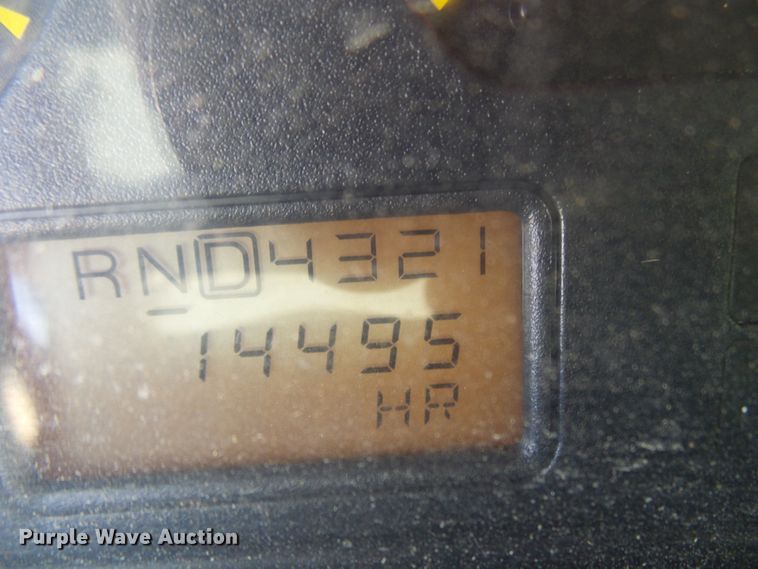 RND4321
14495
HR
Purple Wave Auction